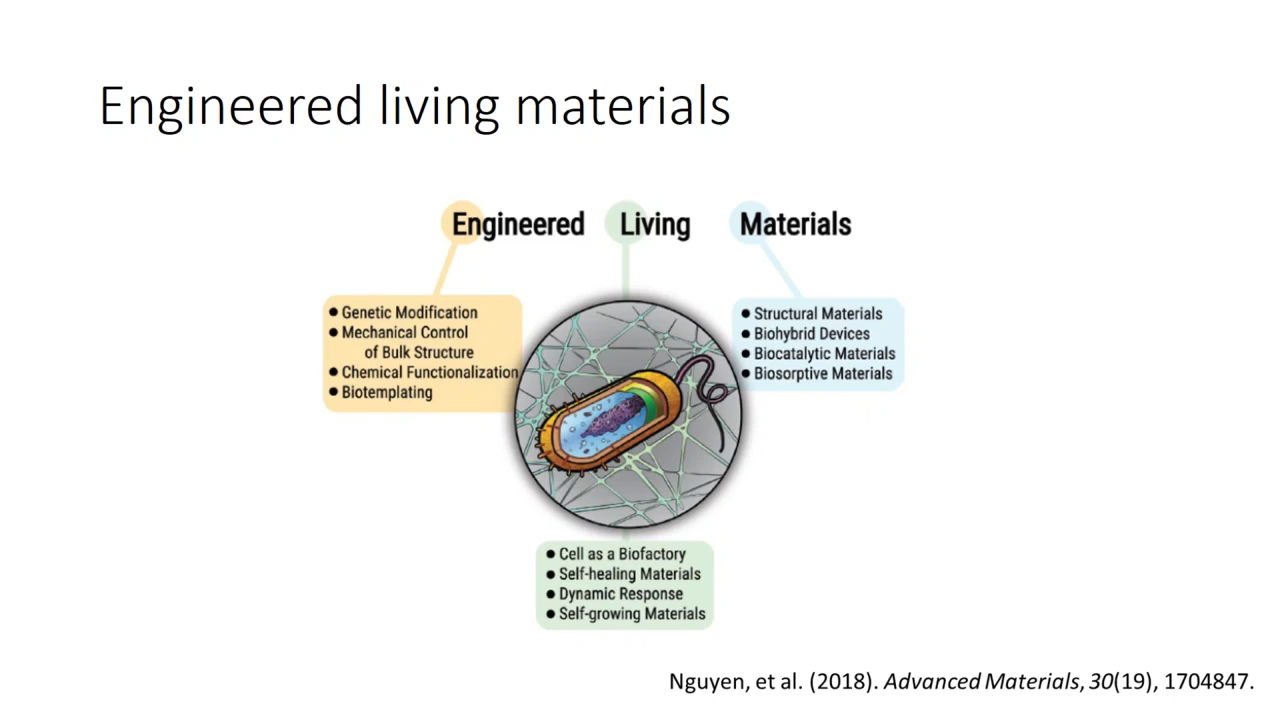 Engineered living materials
Engineered Living Materials
● Genetic Modification
● Mechanical Control
of Bulk Structure
● Chemical Functionalization
● Biotemplating
● Structural Materials
● Biohybrid Devices
● Biocatalytic Materials
● Biosorptive Materials
● Cell as a Biofactory
● Self-healing Materials
● Dynamic Response
● Self-growing Materials
Nguyen, et al. (2018). Advanced Materials, 30(19), 1704847.